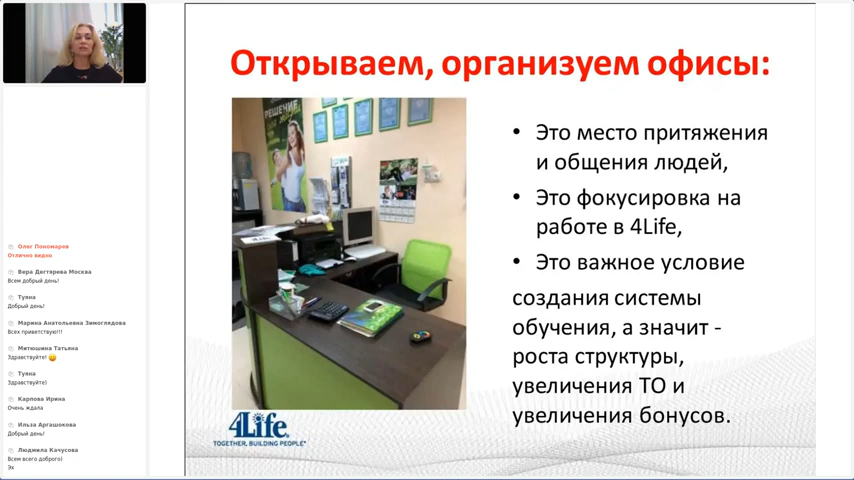 Открываем, организуем офисы:
• Это место притяжения
и общения людей,
• Это фокусировка на
работе в 4Life,
• Это важное условие
создания системы
обучения, а значит -
роста структуры,
увеличения ТО и
увеличения бонусов.
РЕШЕНИЕ
4Life
TOGETHER, BUILDING PEOPLE
Олег Пономарев
Отлично видно
Вера Дегтярева Москва
Всем добрый день!
Туяна
Добрый день!
Марина Анатольевна Зимоглядова
Всех приветствую!!!
Митюшина Татьяна
Здравствуйте! 😀
Туяна
Здравствуйте)
Карпова Ирина
Очень ждала
Ильза Аргашокова
Добрый день!
Людмила Качусова
Всем всего доброго)
Эх